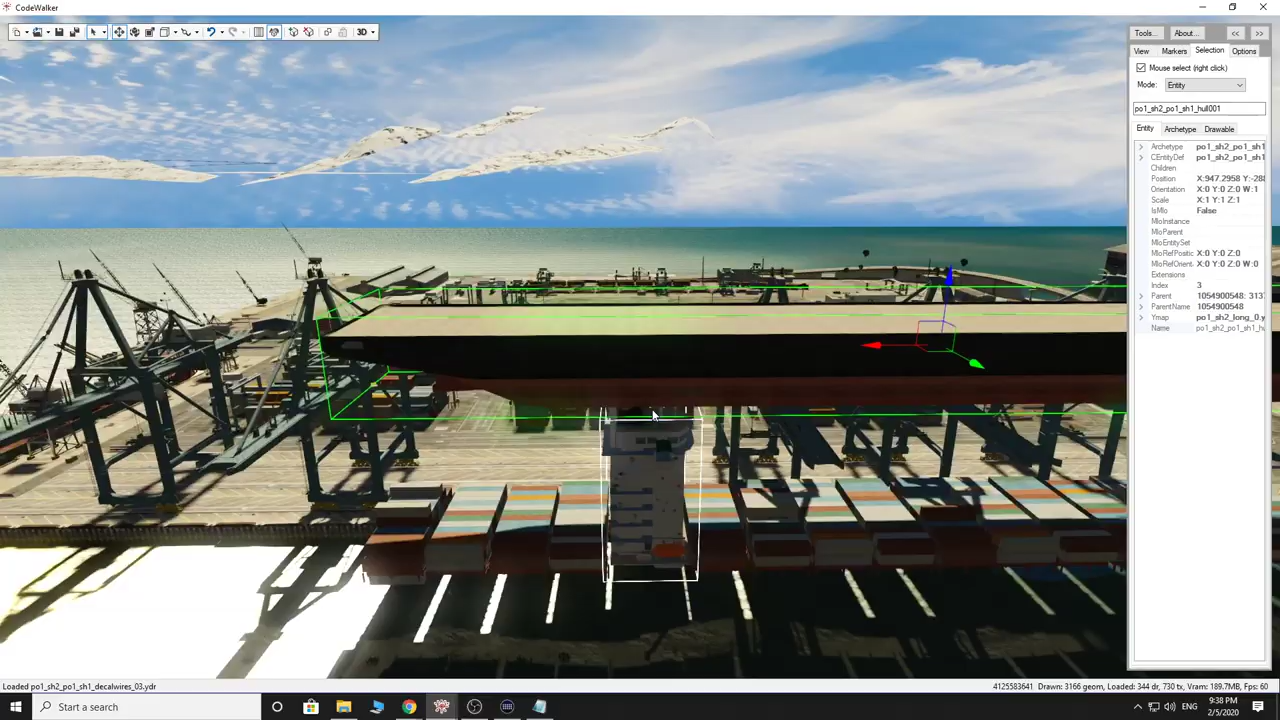 CodeWalker
3D
Tools...
About...
<<
>>
View
Markers
Selection
Options
Mouse select (right click)
Mode:
Entity
po1_sh2_po1_sh1_hull001
Entity
Archetype
Drawable
Archetype po1_sh2_po1_sh1
CEntityDef po1_sh2_po1_sh1
Children
Position X:947.2958 Y:-288
Orientation X:0 Y:0 Z:0 W:1
Scale X:1 Y:1 Z:1
IsMlo False
MloInstance
MloParent
MloEntitySet
MloRefPositic X:0 Y:0 Z:0
MloRefOrient X:0 Y:0 Z:0 W:0
Extensions
Index 3
Parent 1054900548: 313
ParentName 1054900548
Ymap po1_sh2_long_0.y
Name po1_sh2_po1_sh1_h
Loaded po1_sh2_po1_sh1_decalwires_03.ydr
4125583641 Drawn: 3166 geom, Loaded: 344 dr, 730 tx, Vram: 189.7MB, Fps: 60
Start a search
ENG
9:38 PM
2/5/2020